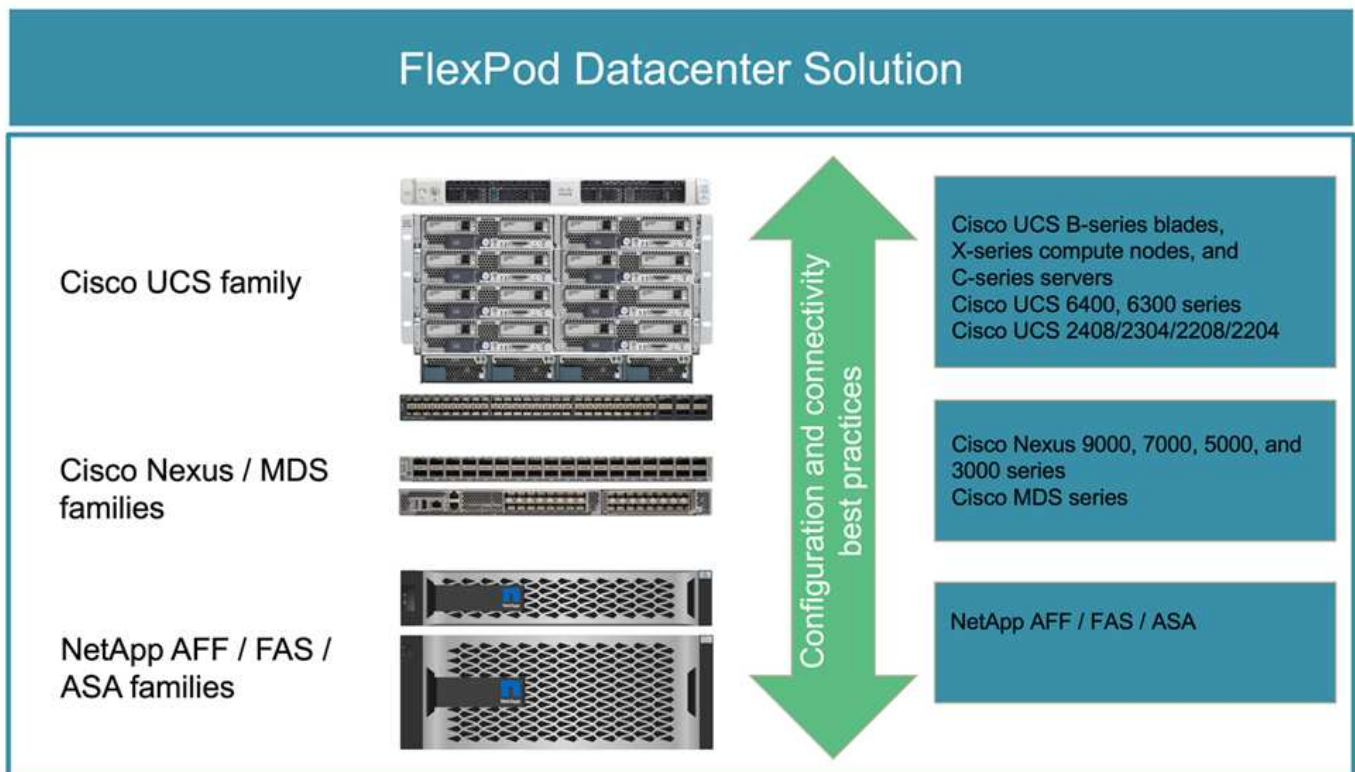 FlexPod Datacenter Solution
Cisco UCS family
Cisco UCS B-series blades,
X-series compute nodes, and
C-series servers
Cisco UCS 6400, 6300 series
Cisco UCS 2408/2304/2208/2204
Configuration and connectivity
best practices
Cisco Nexus / MDS
families
Cisco Nexus 9000, 7000, 5000, and
3000 series
Cisco MDS series
NetApp AFF / FAS /
ASA families
NetApp
NetApp
NetApp AFF / FAS / ASA